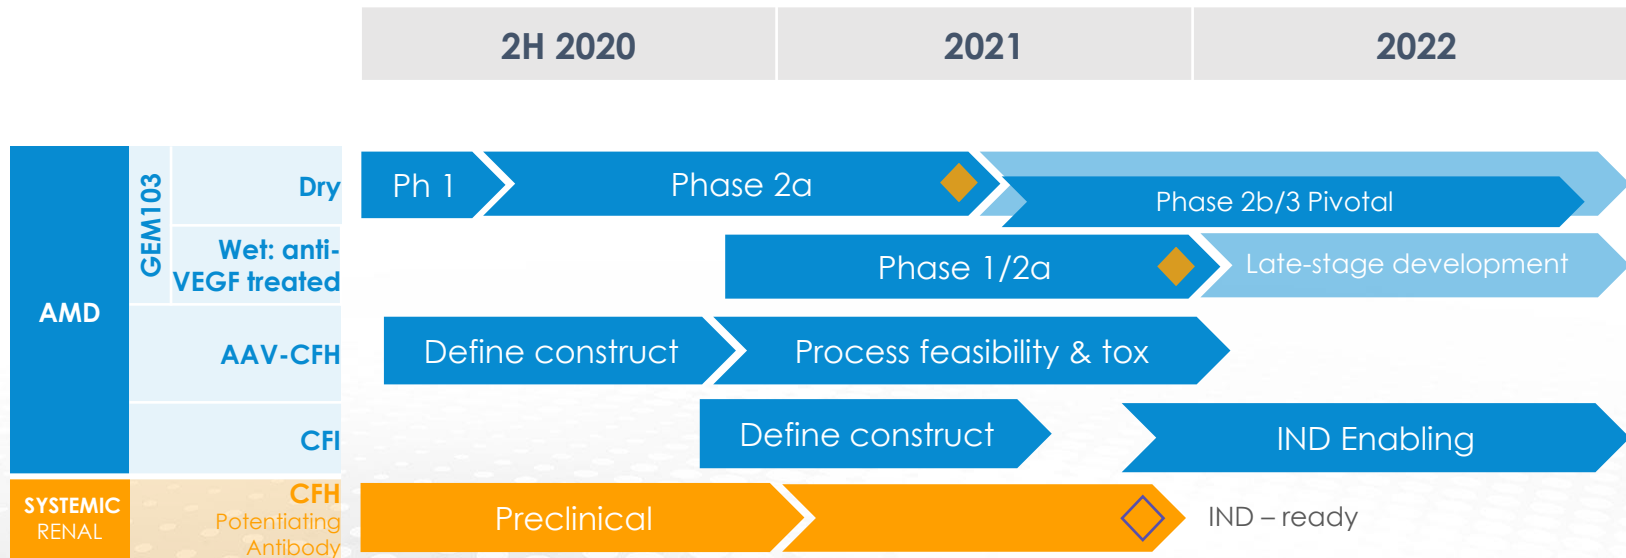 2H 2020
2021
2022
AMD
GEM103
Dry
Ph 1
Phase 2a
Phase 2b/3 Pivotal
Wet: anti-
VEGF treated
Phase 1/2a
Late-stage development
AAV-CFH
Define construct
Process feasibility & tox
CFI
Define construct
IND Enabling
SYSTEMIC
RENAL
CFH
Potentiating
Antibody
Preclinical
IND – ready